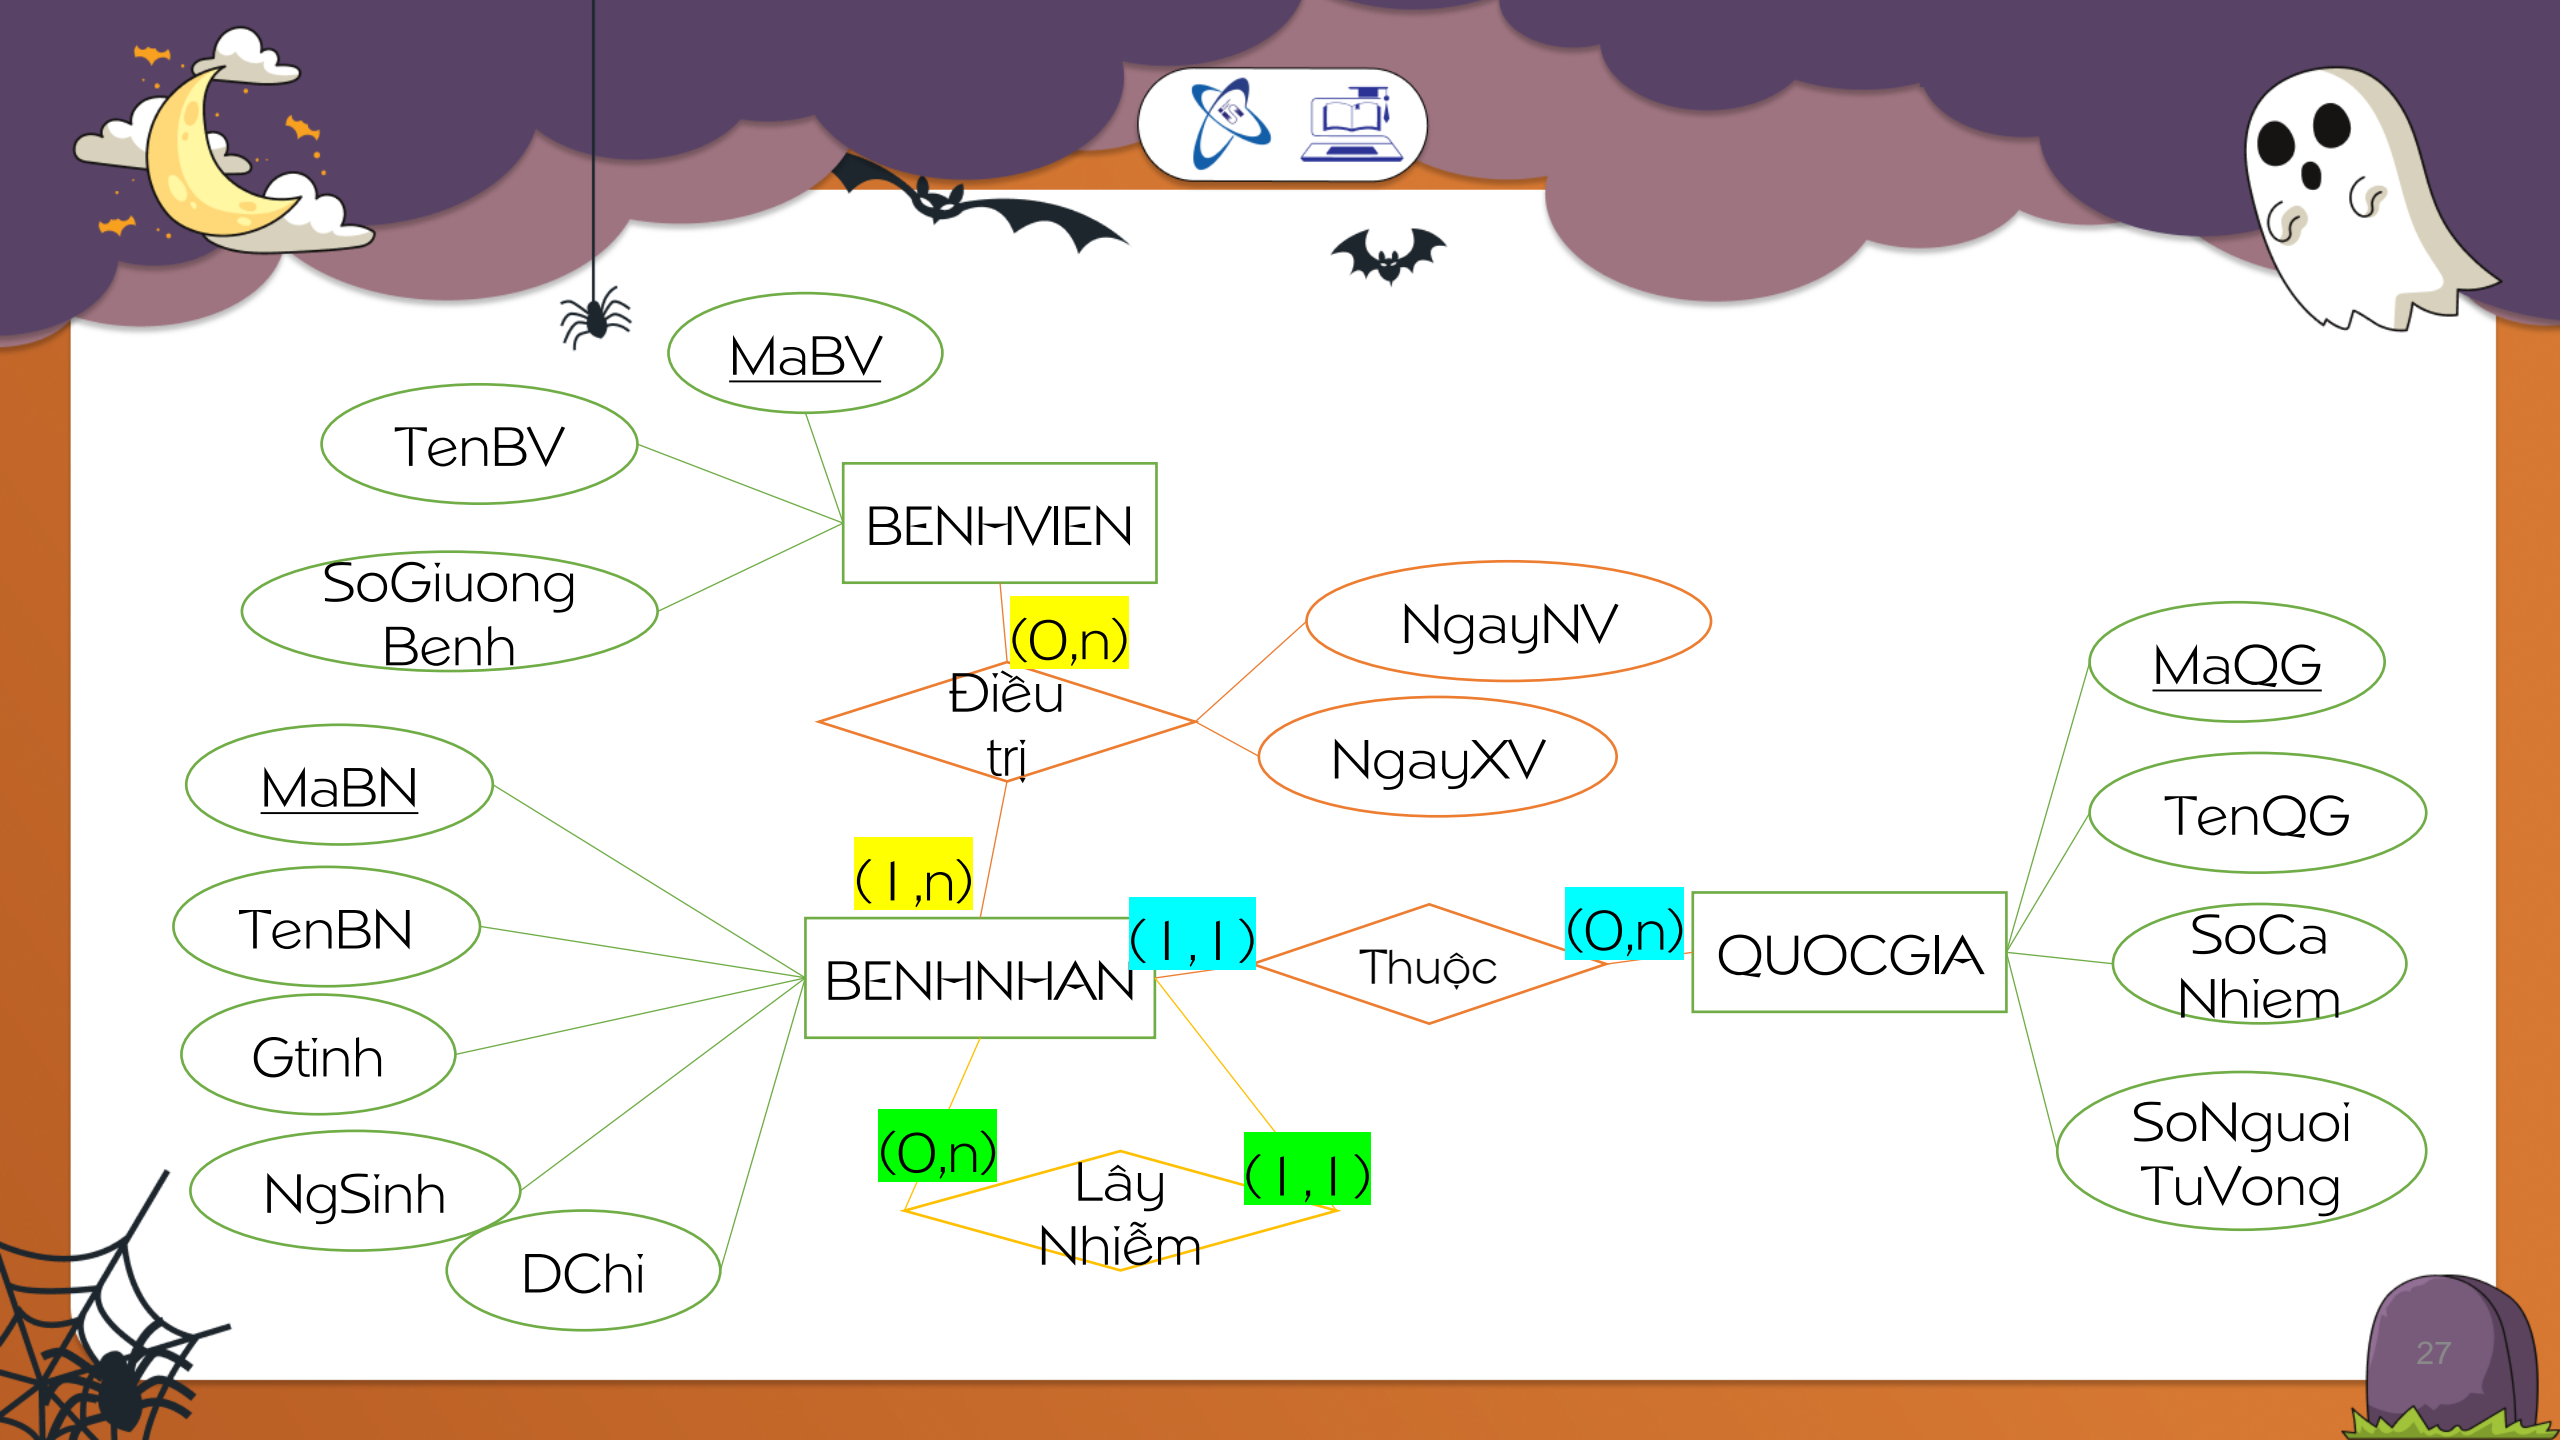 MaBV
TenBV
BENHVIEN
SoGiuong
Benh
(0,n)
NgayNV
Điều
trị
NgayXV
MaQG
TenQG
MaBN
(1,n)
TenBN
BENHNHAN
(1,1)
Thuộc
(0,n)
QUOCGIA
SoCa
Nhiem
Gtinh
SoNguoi
TuVong
NgSinh
(0,n)
Lây
Nhiễm
(1,1)
DChi
27